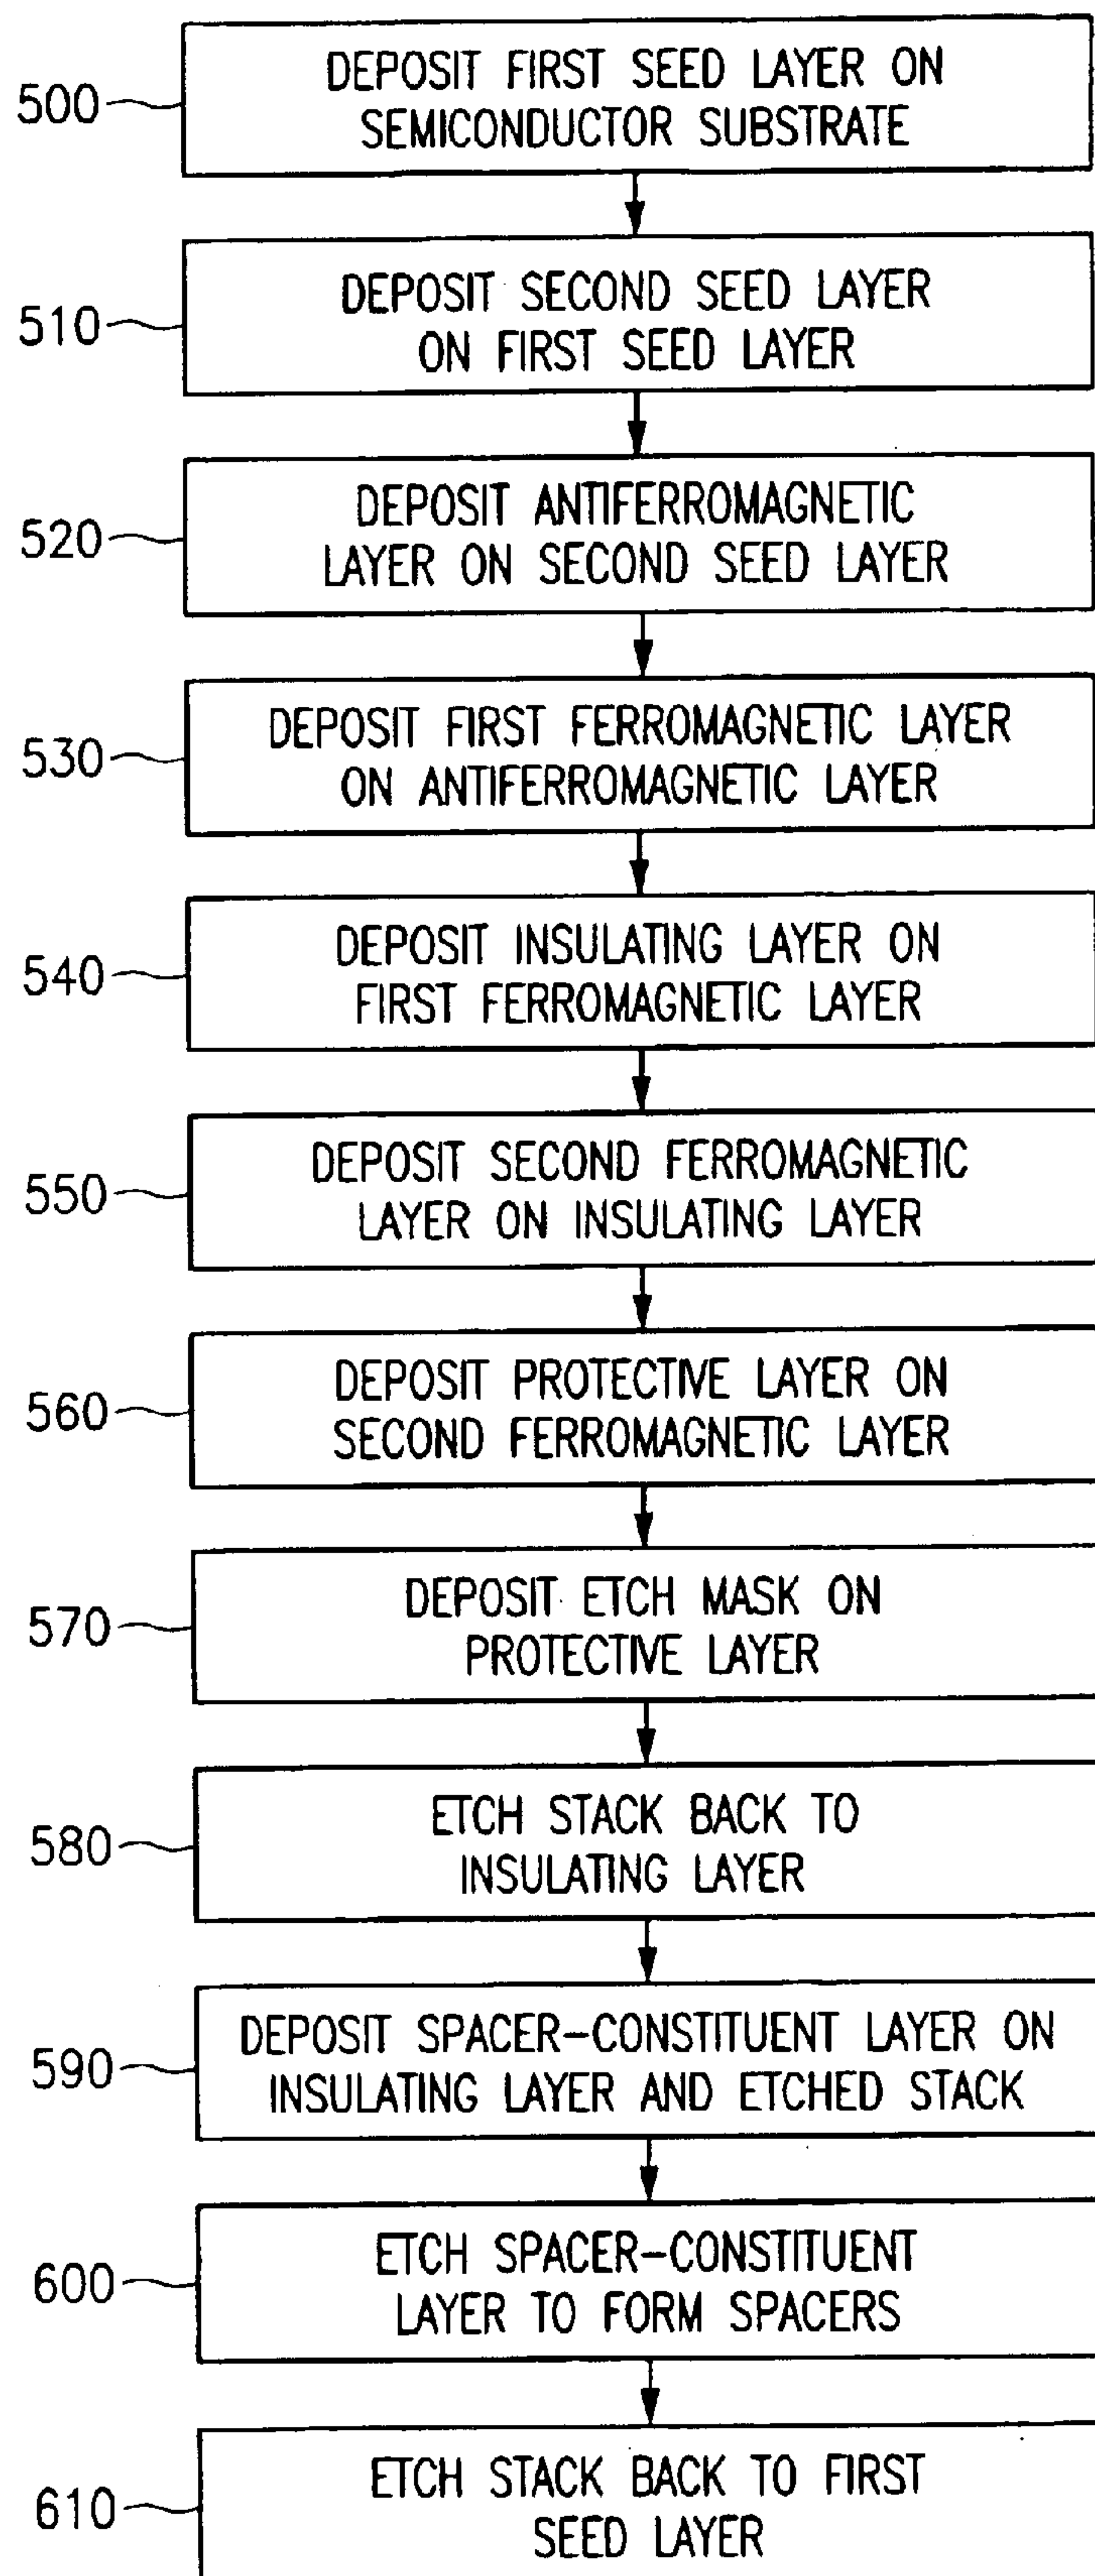 500
DEPOSIT FIRST SEED LAYER ON
SEMICONDUCTOR SUBSTRATE
510
DEPOSIT SECOND SEED LAYER
ON FIRST SEED LAYER
520
DEPOSIT ANTIFERROMAGNETIC
LAYER ON SECOND SEED LAYER
530
DEPOSIT FIRST FERROMAGNETIC LAYER
ON ANTIFERROMAGNETIC LAYER
540
DEPOSIT INSULATING LAYER ON
FIRST FERROMAGNETIC LAYER
550
DEPOSIT SECOND FERROMAGNETIC
LAYER ON INSULATING LAYER
560
DEPOSIT PROTECTIVE LAYER ON
SECOND FERROMAGNETIC LAYER
570
DEPOSIT ETCH MASK ON
PROTECTIVE LAYER
580
ETCH STACK BACK TO
INSULATING LAYER
590
DEPOSIT SPACER-CONSTITUENT LAYER ON
INSULATING LAYER AND ETCHED STACK
600
ETCH SPACER-CONSTITUENT
LAYER TO FORM SPACERS
610
ETCH STACK BACK TO FIRST
SEED LAYER